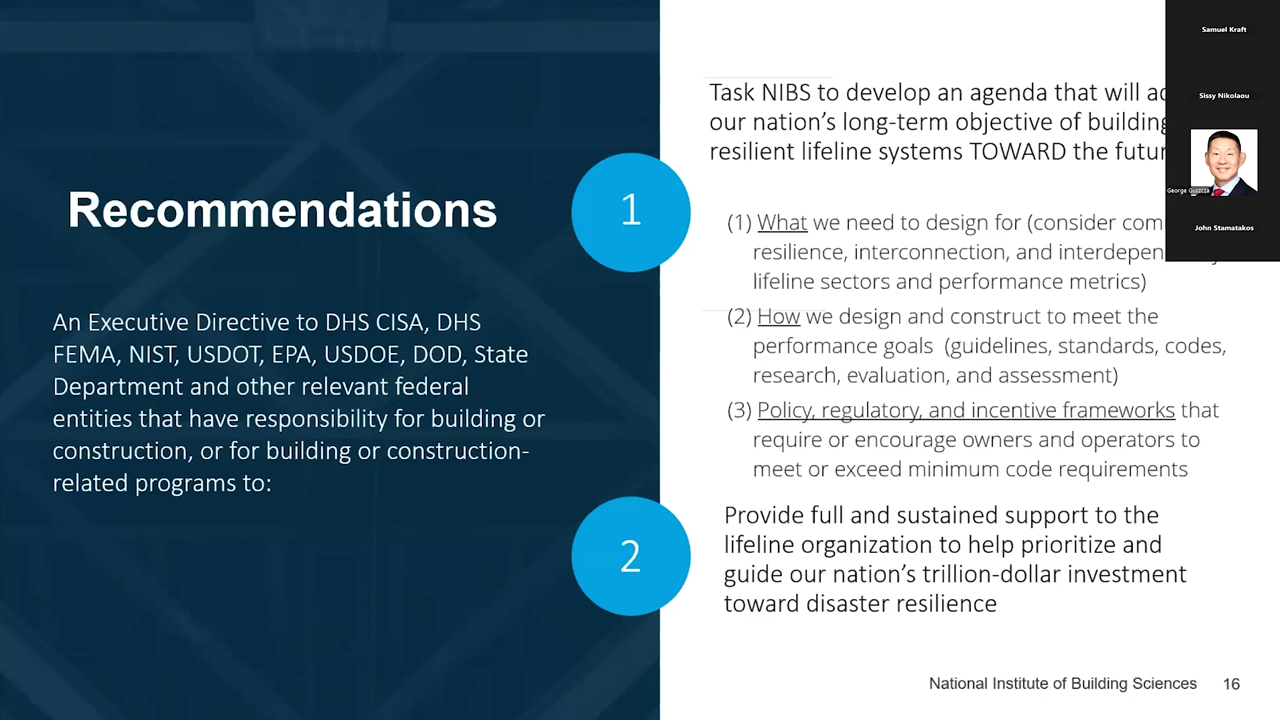 Recommendations
An Executive Directive to DHS CISA, DHS
FEMA, NIST, USDOT, EPA, USDOE, DOD, State
Department and other relevant federal
entities that have responsibility for building or
construction, or for building or construction-
related programs to:
1
Task NIBS to develop an agenda that will
our nation's long-term objective of building
resilient lifeline systems TOWARD the
(1) What we need to design for (consider
resilience, interconnection, and
lifeline sectors and performance metrics)
(2) How we design and construct to meet the
performance goals (guidelines, standards, codes,
research, evaluation, and assessment)
(3) Policy, regulatory, and incentive frameworks that
require or encourage owners and operators to
meet or exceed minimum code requirements
2
Provide full and sustained support to the
lifeline organization to help prioritize and
guide our nation's trillion-dollar investment
toward disaster resilience
National Institute of Building Sciences 16
Samuel Kraft
Sissy Nikolaou
George Guszcza
John Stamatakos